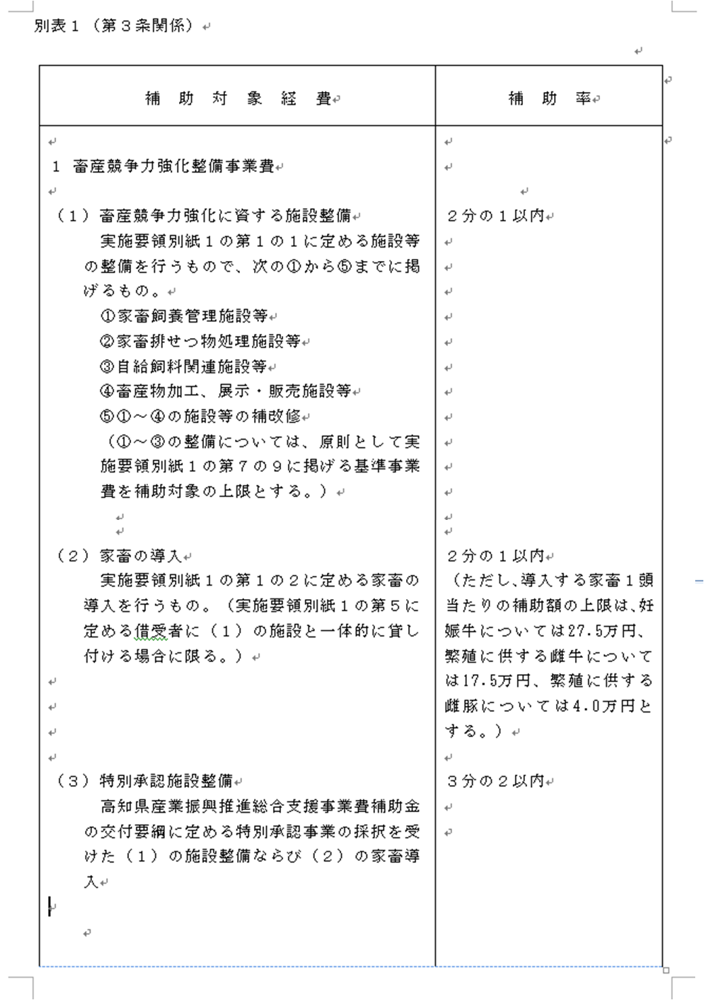 別表１（第３条関係）
補　助　対　象　経　費
補　助　率
１ 畜産競争力強化整備事業費
（１）畜産競争力強化に資する施設整備
２分の１以内
実施要領別紙１の第１の１に定める施設等
の整備を行うもので、次の①から⑤までに掲
げるもの。
①家畜飼養管理施設等
②家畜排せつ物処理施設等
③自給飼料関連施設等
④畜産物加工、展示・販売施設等
⑤①～④の施設等の補改修
（①～③の整備については、原則として実
施要領別紙１の第７の９に掲げる基準事業
費を補助対象の上限とする。）
（２）家畜の導入
実施要領別紙１の第１の２に定める家畜の
導入を行うもの。（実施要領別紙１の第５に
定める借受者に（１）の施設と一体的に貸し
付ける場合に限る。）
２分の１以内
（ただし、導入する家畜１頭
当たりの補助額の上限は、妊
娠牛については27.5万円、
繁殖に供する雌牛について
は17.5万円、繁殖に供する
雌豚については4.0万円と
する。）
（３）特別承認施設整備
３分の２以内
高知県産業振興推進総合支援事業費補助金
の交付要綱に定める特別承認事業の採択を受
けた（１）の施設整備ならび（２）の家畜導
入